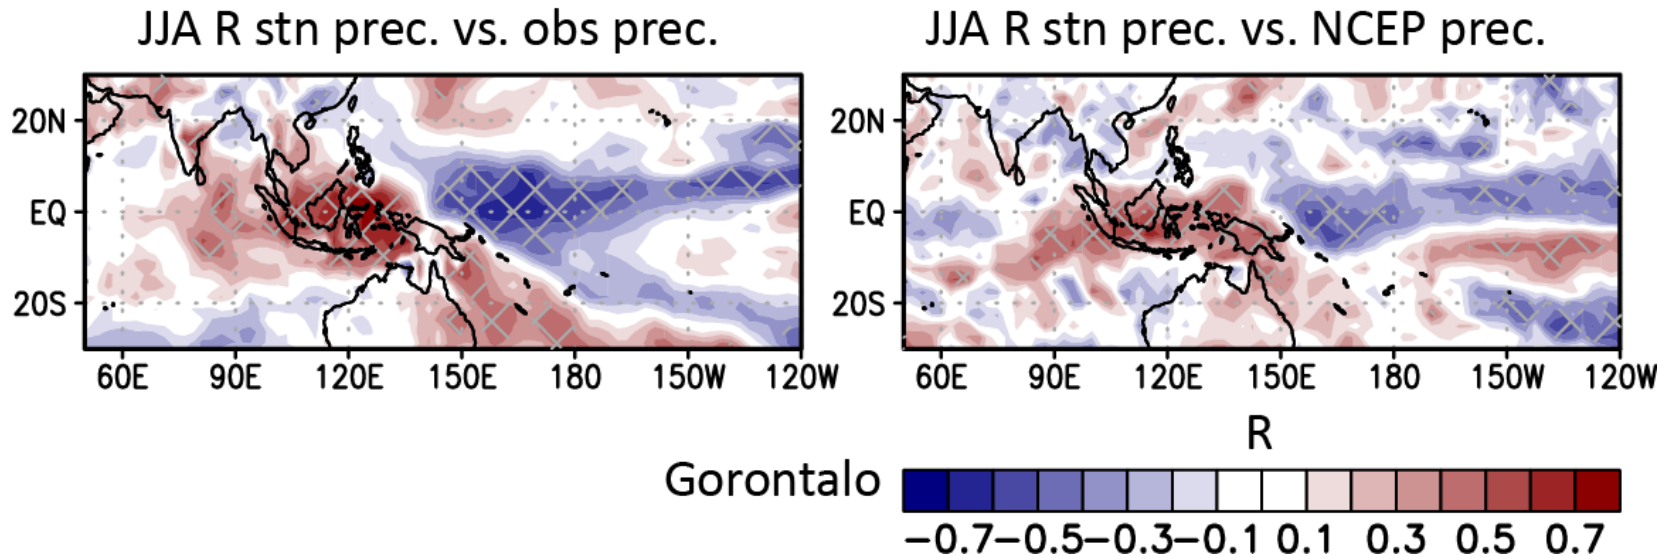 JJA R stn prec. vs. obs prec.
JJA R stn prec. vs. NCEP prec.
20N
EQ
20S
60E 90E 120E 150E 180 150W 120W
20N
EQ
20S
60E 90E 120E 150E 180 150W 120W
R
Gorontalo
−0.7 −0.5 −0.3 −0.1 0.1 0.3 0.5 0.7